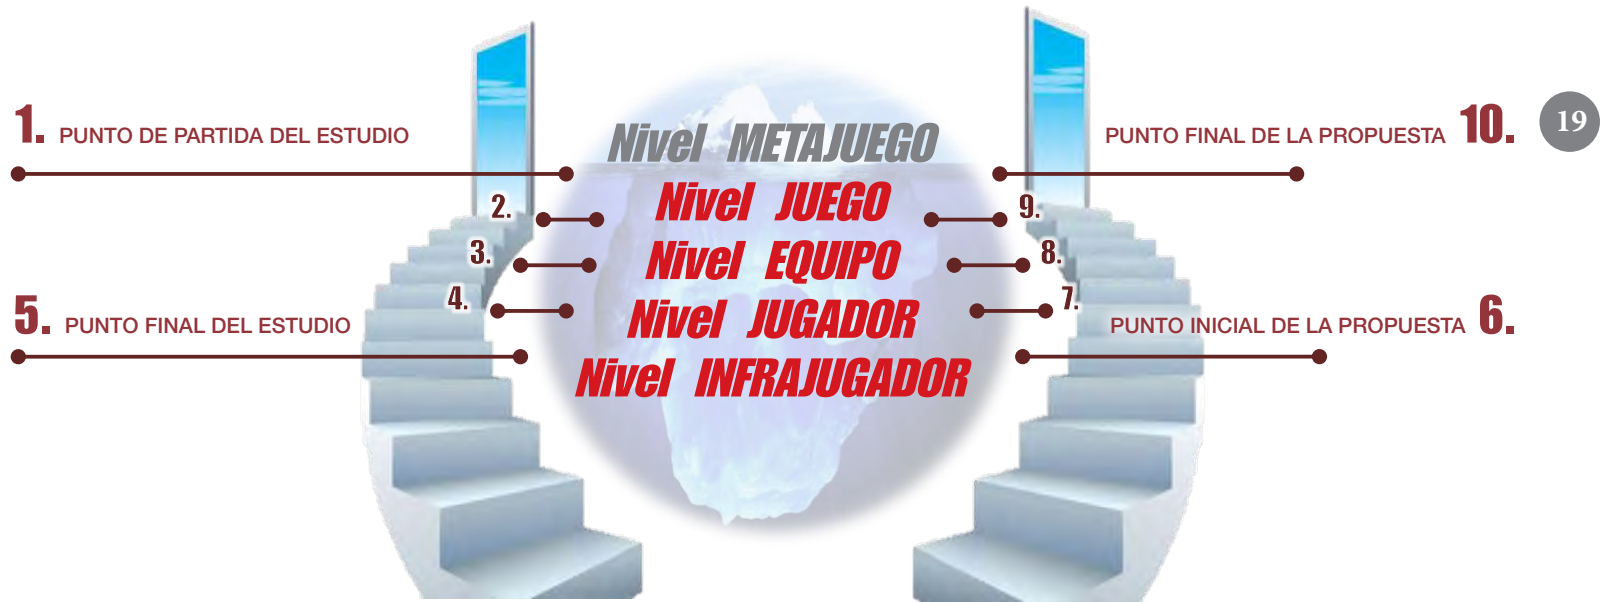 1. PUNTO DE PARTIDA DEL ESTUDIO
Nivel METAJUEGO
PUNTO FINAL DE LA PROPUESTA 10.
19
2.
Nivel JUEGO
9.
3.
Nivel EQUIPO
8.
4.
Nivel JUGADOR
7.
5. PUNTO FINAL DEL ESTUDIO
PUNTO INICIAL DE LA PROPUESTA 6.
Nivel INFRAJUGADOR